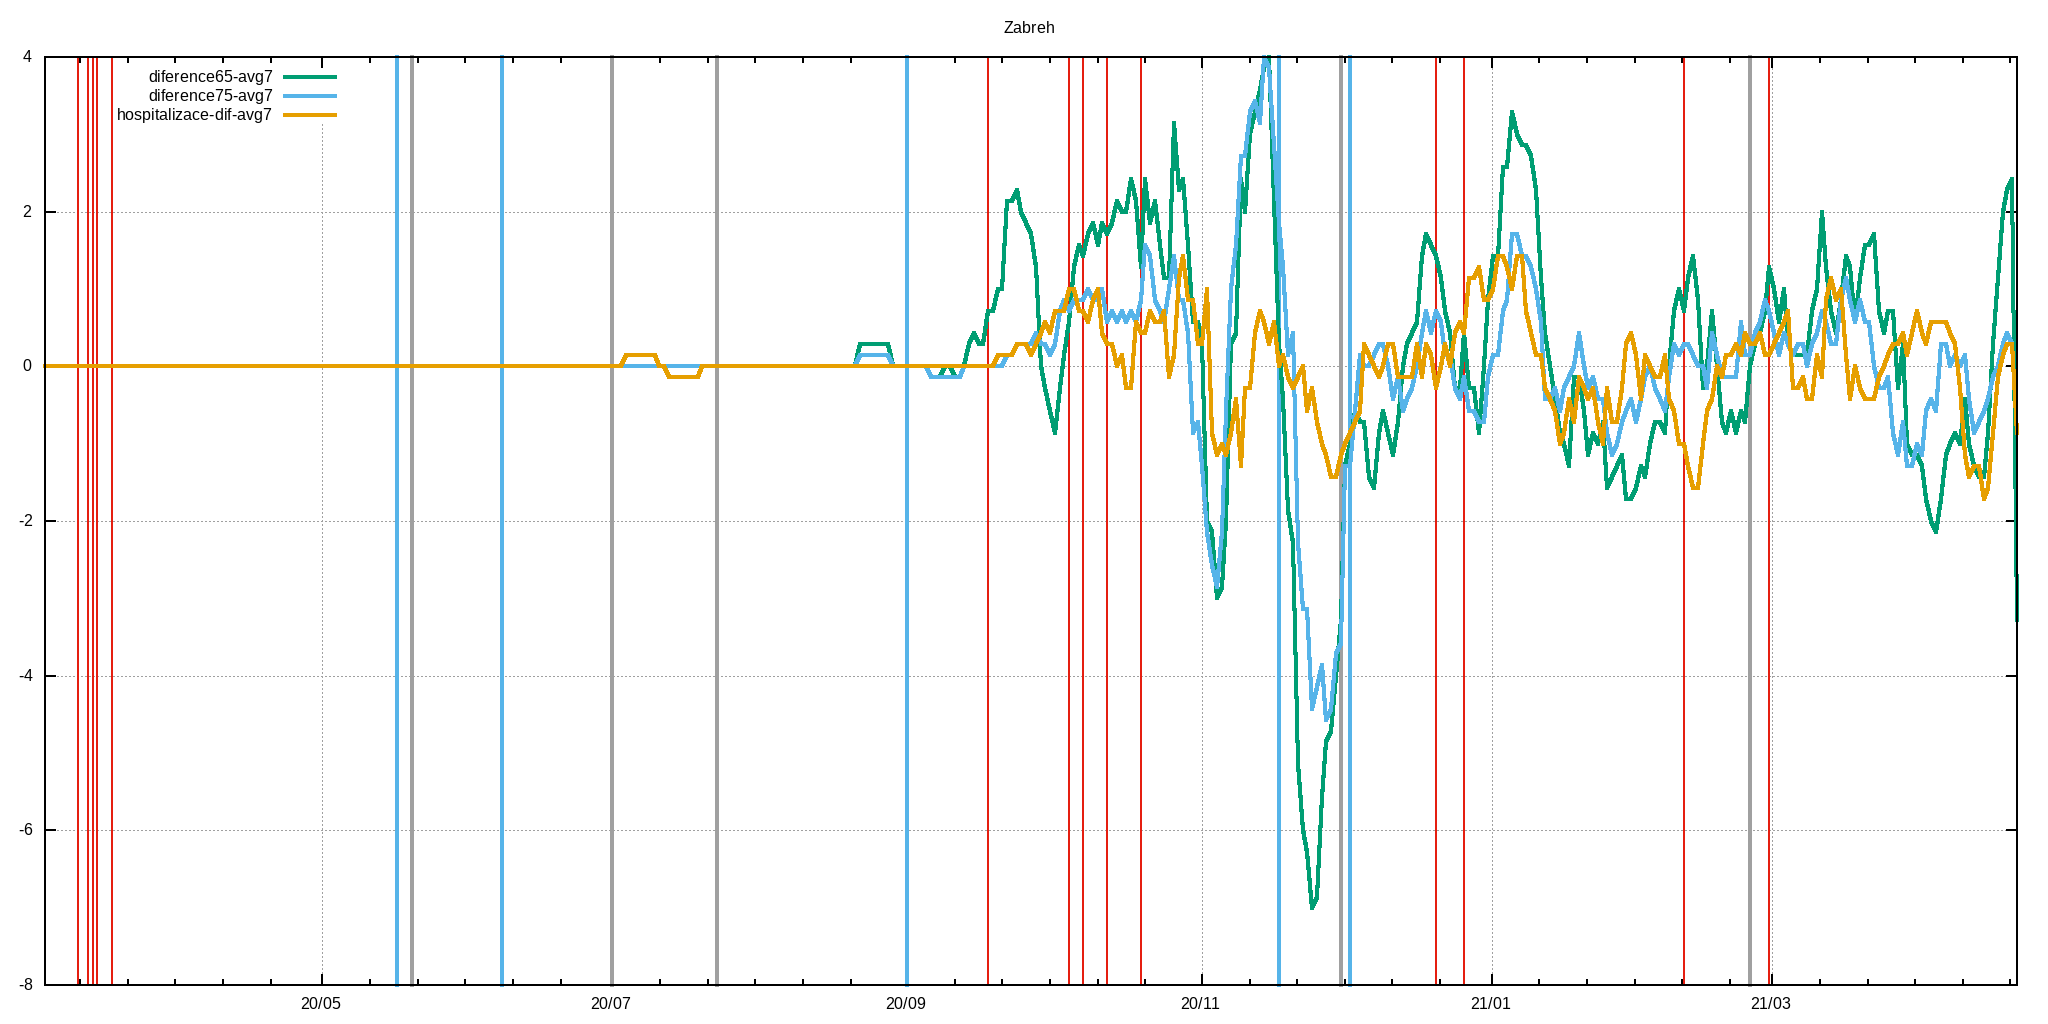 Zabreh
4
diference65-avg7
diference75-avg7
hospitalizace-dif-avg7
2
0
-2
-4
-6
-8
20/05 20/07 20/09 20/11 21/01 21/03